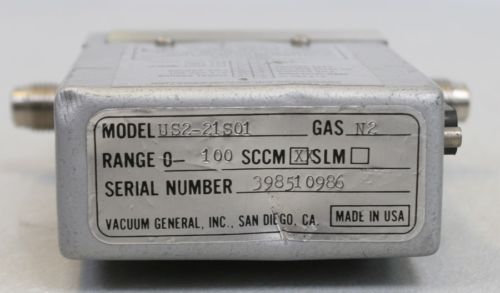 MODEL US2-21S01 GAS N2
RANGE 0- 100 SCCM [X] SLM [ ]
SERIAL NUMBER 398510986
VACUUM GENERAL, INC., SAN DIEGO, CA. MADE IN USA